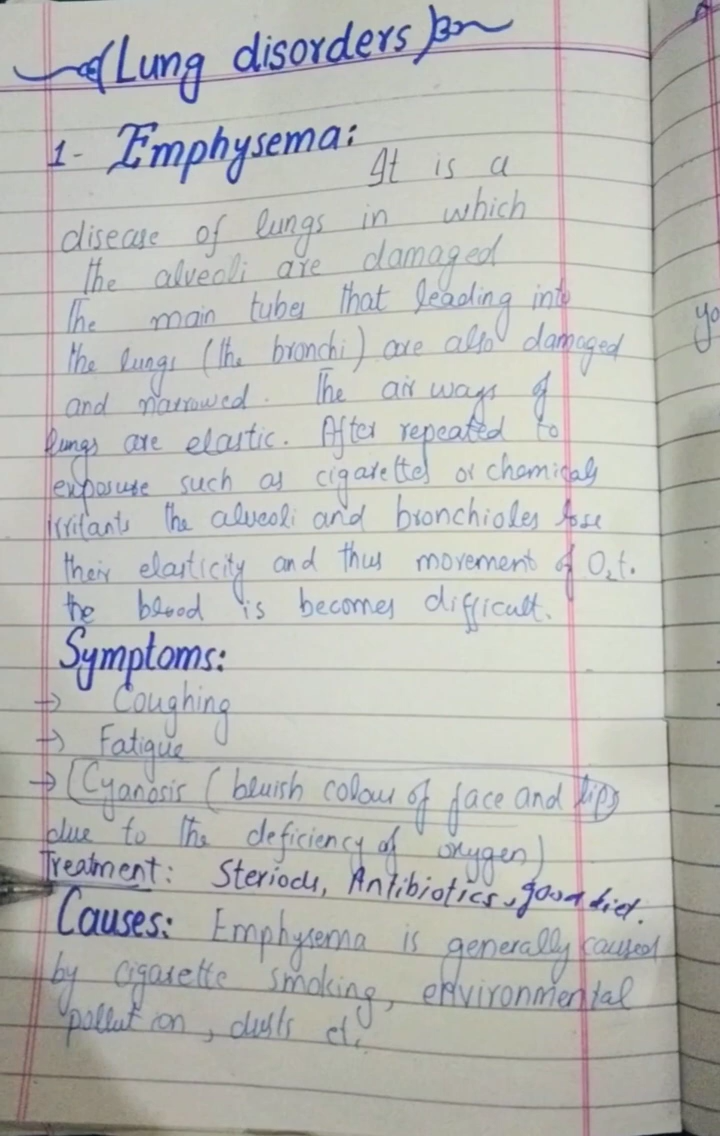 (Lung disorders)
1- Emphysema:
It is a
disease of lungs in which
the alveoli are damaged
The main tubes that leading into
the lungs (the bronchi) are also damaged
and narrowed. The air ways of
lungs are elastic. After repeated to
exposure such as cigarettes or chemicals
irritants the alveoli and bronchioles lose
their elasticity and thus movement of O2 t.
the blood is becomes difficult.
Symptoms:
→ Coughing
→ Fatigue
→ (Cyanosis (bluish colour of face and lips
due to the deficiency of oxygen)
Treatment: Steriods, Antibiotics, good diet.
Causes: Emphysema is generally caused
by cigarette smoking, environmental
pollution, dusts etc.
yo